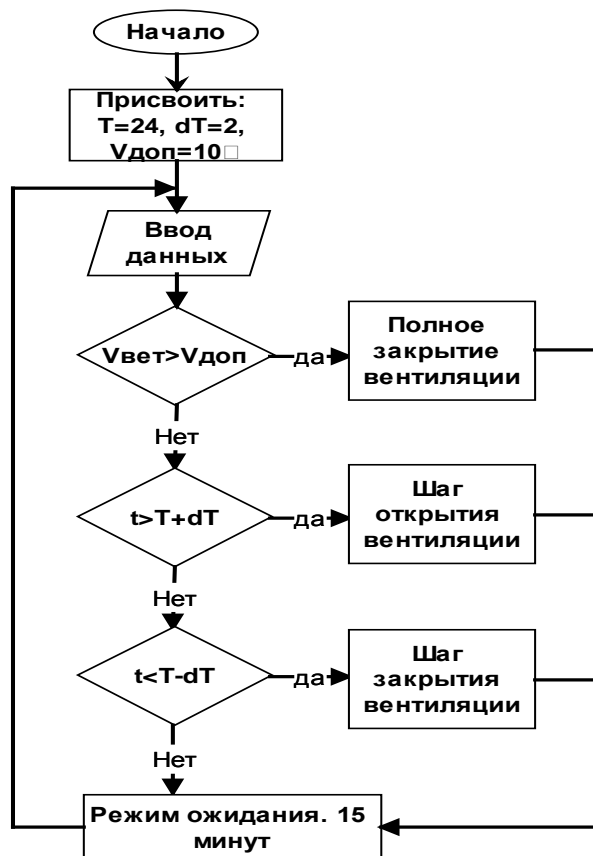 Начало
Присвоить:
T=24, dT=2,
Vдоп=10□
Ввод
данных
Vвет>Vдоп
да
Полное
закрытие
вентиляции
Нет
t>T+dT
да
Шаг
открытия
вентиляции
Нет
t<T-dT
да
Шаг
закрытия
вентиляции
Нет
Режим ожидания. 15
минут